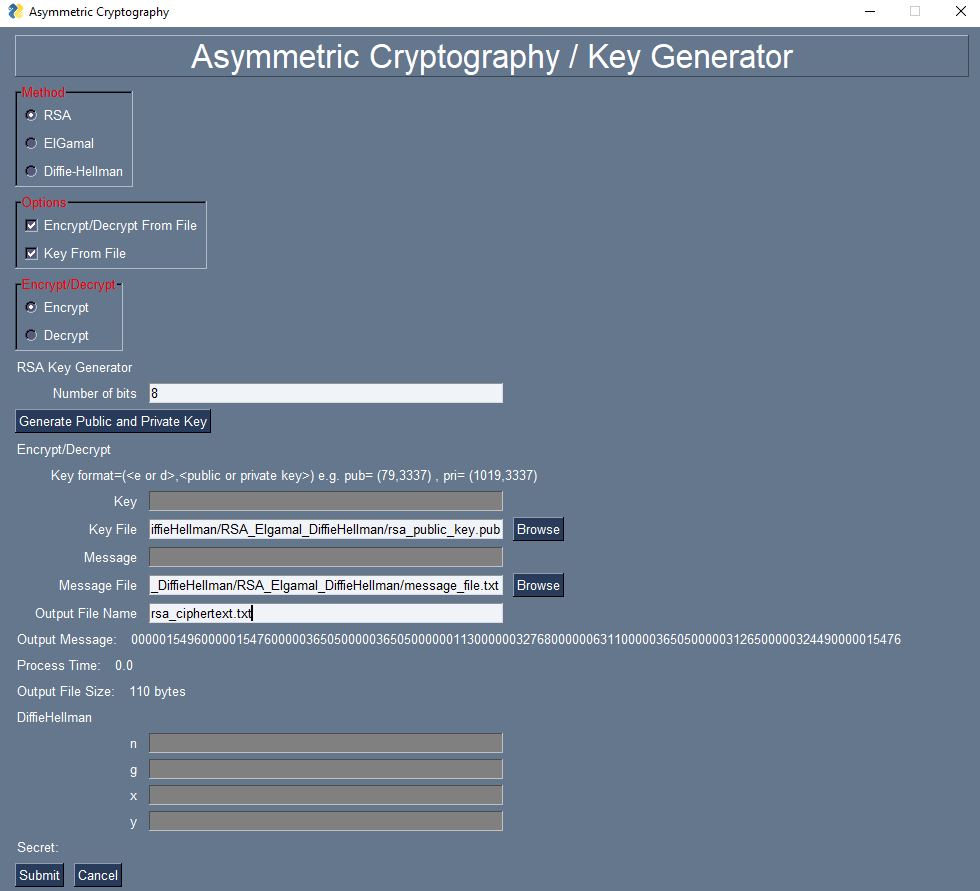 Asymmetric Cryptography
Asymmetric Cryptography / Key Generator
Method
RSA
ElGamal
Diffie-Hellman
Options
Encrypt/Decrypt From File
Key From File
Encrypt/Decrypt
Encrypt
Decrypt
RSA Key Generator
Number of bits 8
Generate Public and Private Key
Encrypt/Decrypt
Key format=(<e or d>,<public or private key>) e.g. pub= (79,3337) , pri= (1019,3337)
Key
Key File iffieHellman/RSA_Elgamal_DiffieHellman/rsa_public_key.pub Browse
Message
Message File _DiffieHellman/RSA_Elgamal_DiffieHellman/message_file.txt Browse
Output File Name rsa_ciphertext.txt
Output Message: 00000154960000015476000003650500000365050000001130000003276800000063110000036505000003126500000324490000015476
Process Time: 0.0
Output File Size: 110 bytes
DiffieHellman
n
g
x
y
Secret:
Submit Cancel